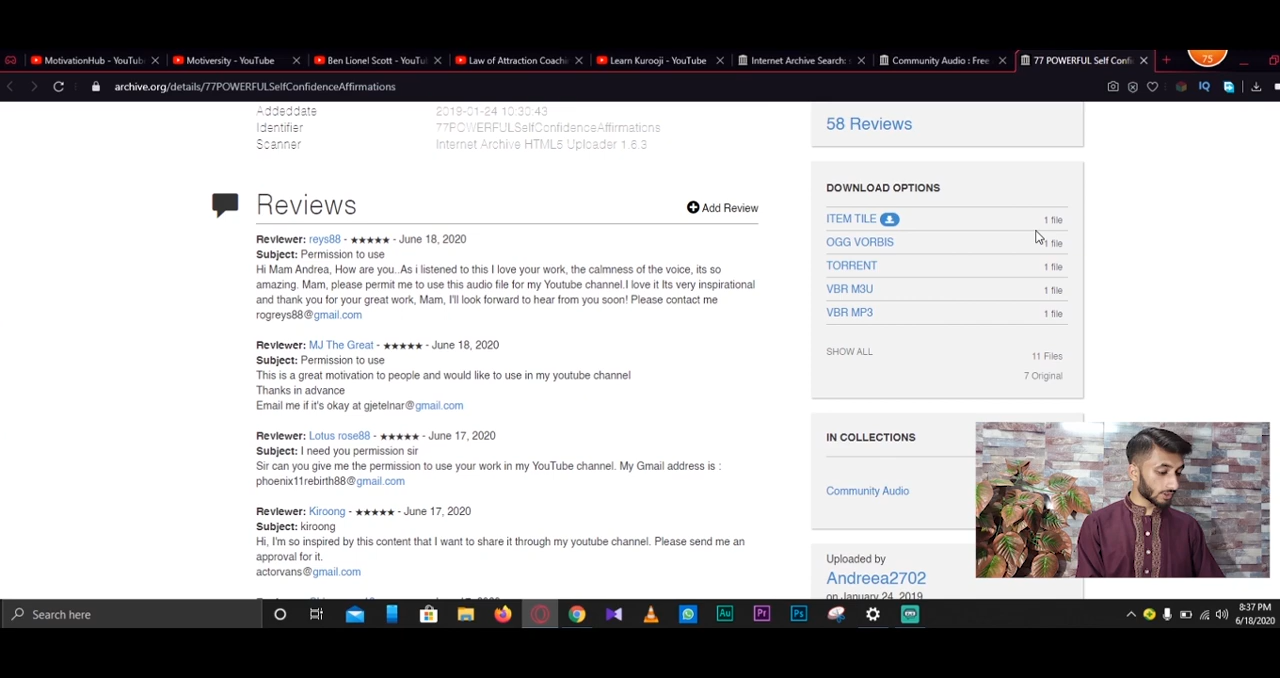 MotivationHub - YouTub
Motiversity - YouTube
Ben Lionel Scott - YouTu
Law of Attraction Coachi
Learn Kurooji - YouTube
Internet Archive Search:
Community Audio : Free
77 POWERFUL Self Confi
75
archive.org/details/77POWERFULSelfConfidenceAffirmations
IQ
Addeddate 2019-01-24 10:30:43
Identifier 77POWERFULSelfConfidenceAffirmations
Scanner Internet Archive HTML5 Uploader 1.6.3
Reviews
Add Review
Reviewer: reys88 - ★★★★★ - June 18, 2020
Subject: Permission to use
Hi Mam Andrea, How are you..As i listened to this I love your work, the calmness of the voice, its so
amazing. Mam, please permit me to use this audio file for my Youtube channel.I love it Its very inspirational
and thank you for your great work, Mam, I'll look forward to hear from you soon! Please contact me
rogreys88@gmail.com
Reviewer: MJ The Great - ★★★★★ - June 18, 2020
Subject: Permission to use
This is a great motivation to people and would like to use in my youtube channel
Thanks in advance
Email me if it's okay at gjetelnar@gmail.com
Reviewer: Lotus rose88 - ★★★★★ - June 17, 2020
Subject: I need you permission sir
Sir can you give me the permission to use your work in my YouTube channel. My Gmail address is :
phoenix11rebirth88@gmail.com
Reviewer: Kiroong - ★★★★★ - June 17, 2020
Subject: kiroong
Hi, I'm so inspired by this content that I want to share it through my youtube channel. Please send me an
approval for it.
actorvans@gmail.com
58 Reviews
DOWNLOAD OPTIONS
ITEM TILE 1 file
OGG VORBIS 1 file
TORRENT 1 file
VBR M3U 1 file
VBR MP3 1 file
SHOW ALL 11 Files
7 Original
IN COLLECTIONS
Community Audio
Uploaded by
Andreea2702
on January 24, 2019
Search here
Au
Pr
Ps
8:37 PM
6/18/2020